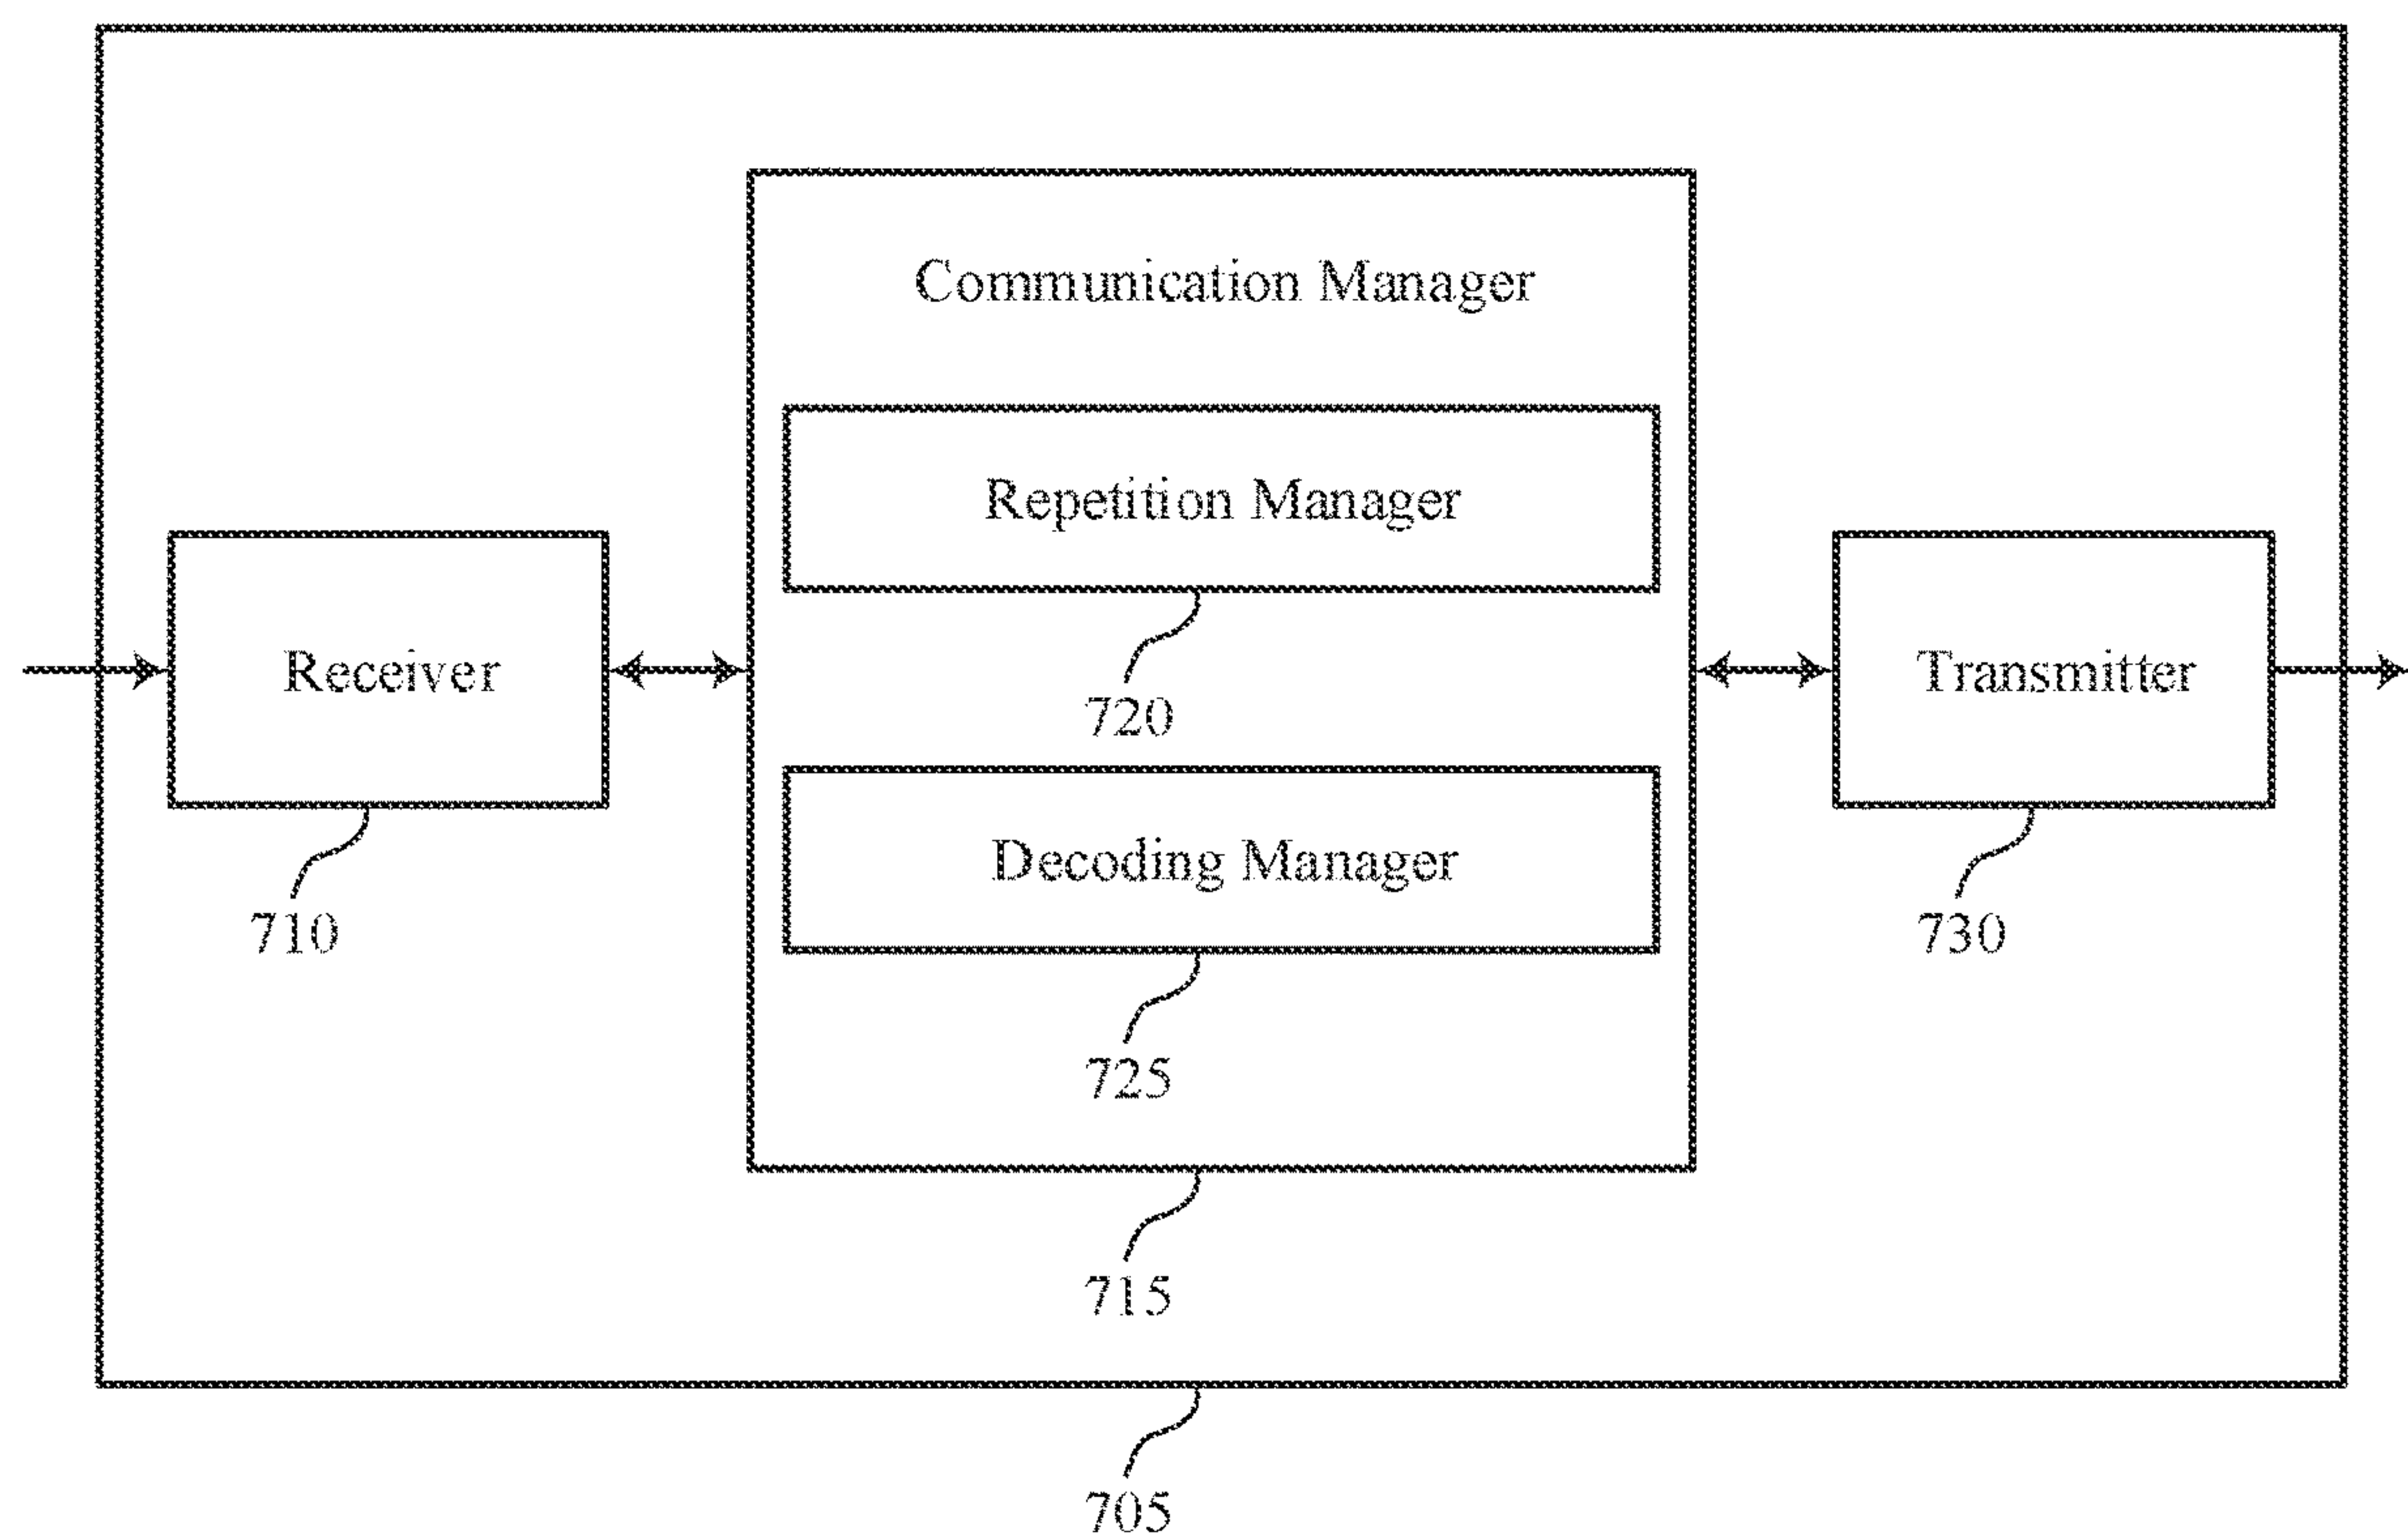 Communication Manager
Repetition Manager
720
Receiver
710
Transmitter
730
Decoding Manager
725
715
705